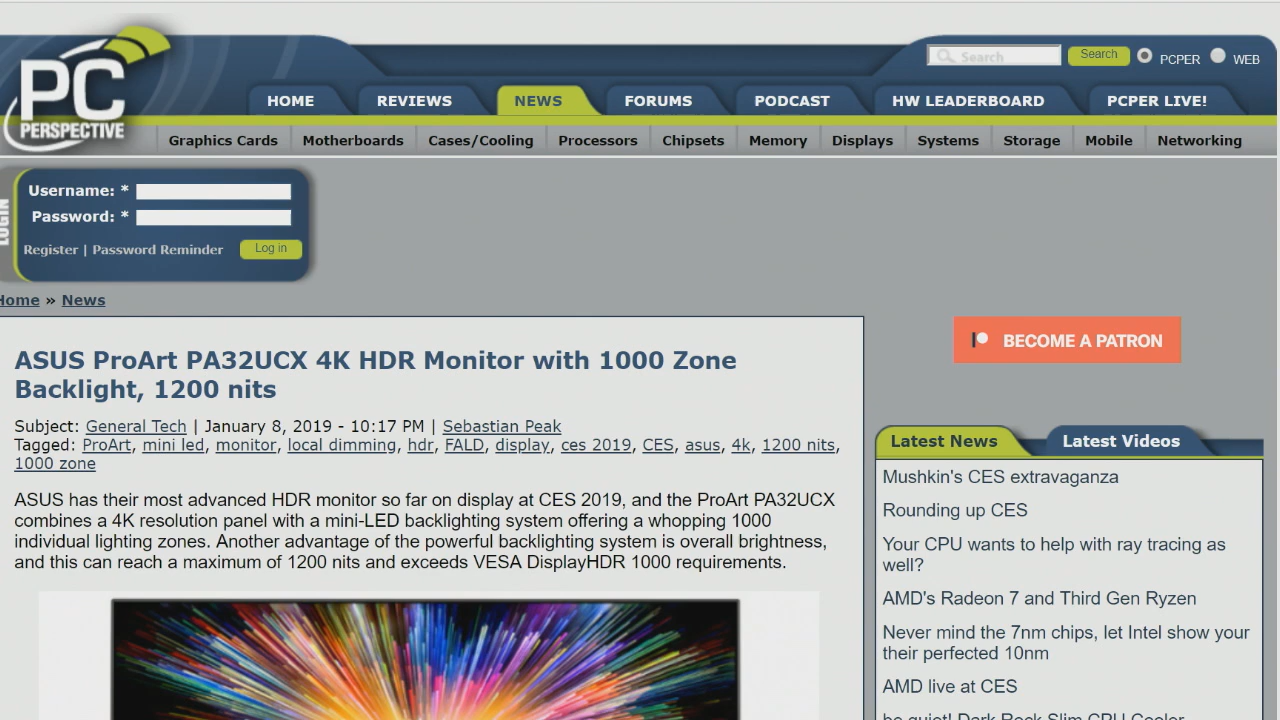 PC
PERSPECTIVE
Search
Search
PCPER
WEB
HOME
REVIEWS
NEWS
FORUMS
PODCAST
HW LEADERBOARD
PCPER LIVE!
Graphics Cards
Motherboards
Cases/Cooling
Processors
Chipsets
Memory
Displays
Systems
Storage
Mobile
Networking
LOGIN
Username: *
Password: *
Register | Password Reminder
Log in
Home » News
BECOME A PATRON
ASUS ProArt PA32UCX 4K HDR Monitor with 1000 Zone
Backlight, 1200 nits
Subject: General Tech | January 8, 2019 - 10:17 PM | Sebastian Peak
Tagged: ProArt, mini led, monitor, local dimming, hdr, FALD, display, ces 2019, CES, asus, 4k, 1200 nits,
1000 zone
ASUS has their most advanced HDR monitor so far on display at CES 2019, and the ProArt PA32UCX
combines a 4K resolution panel with a mini-LED backlighting system offering a whopping 1000
individual lighting zones. Another advantage of the powerful backlighting system is overall brightness,
and this can reach a maximum of 1200 nits and exceeds VESA DisplayHDR 1000 requirements.
Latest News
Latest Videos
Mushkin's CES extravaganza
Rounding up CES
Your CPU wants to help with ray tracing as
well?
AMD's Radeon 7 and Third Gen Ryzen
Never mind the 7nm chips, let Intel show your
their perfected 10nm
AMD live at CES
be quiet! Dark Rock Slim CPU Cooler